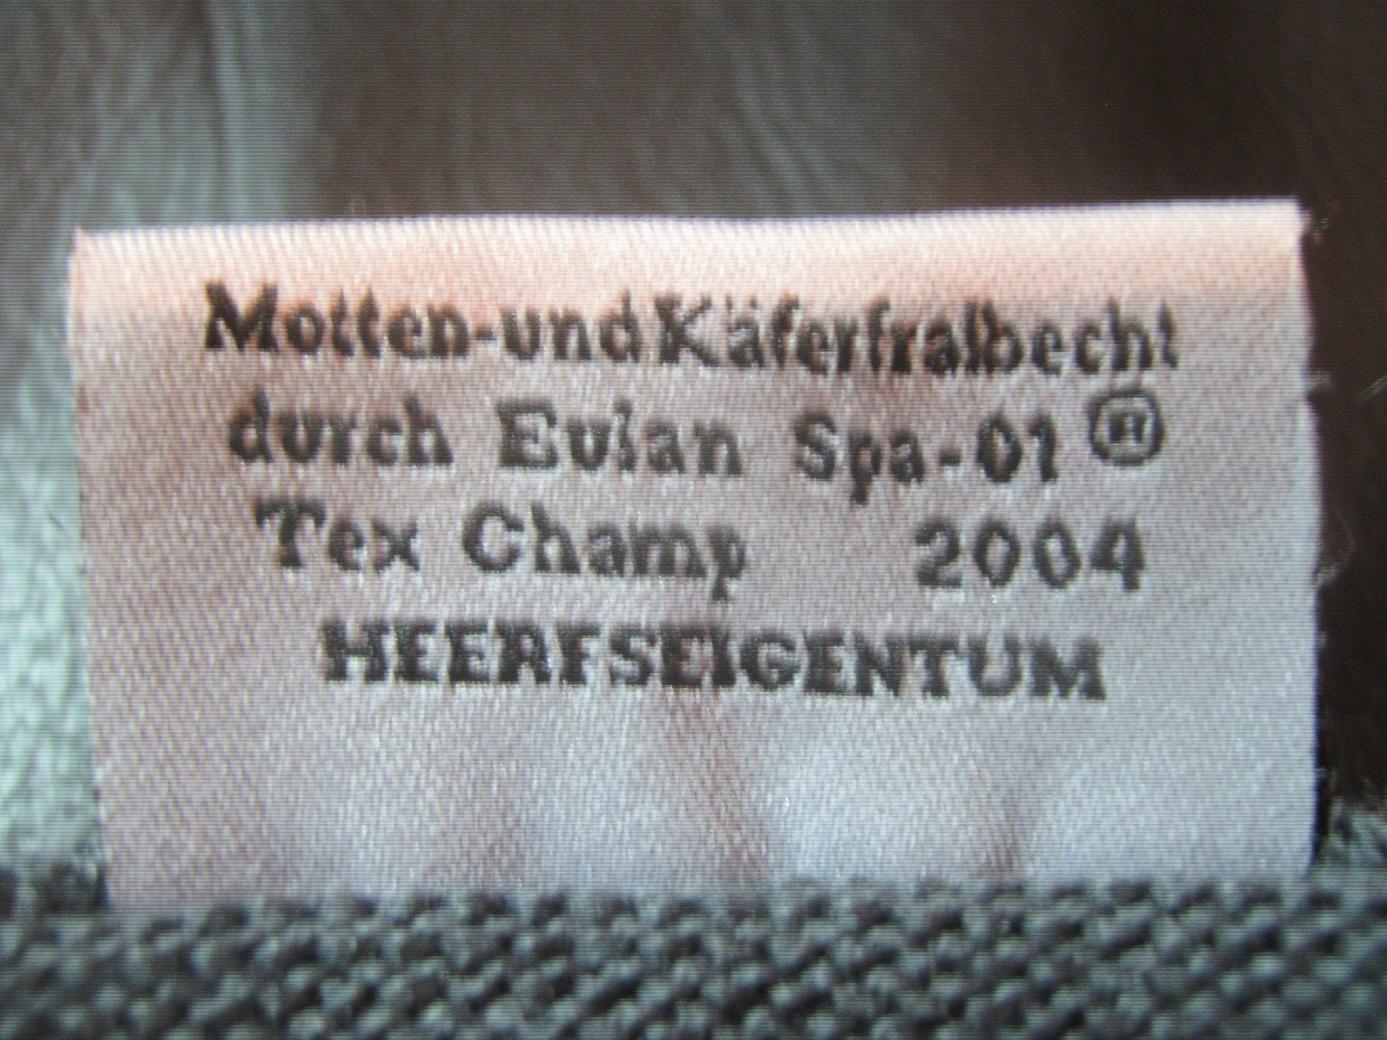 Motten-und Käferfraßecht
durch Eulan Spa-01 ®
Tex Champ 2004
HEERESEIGENTUM